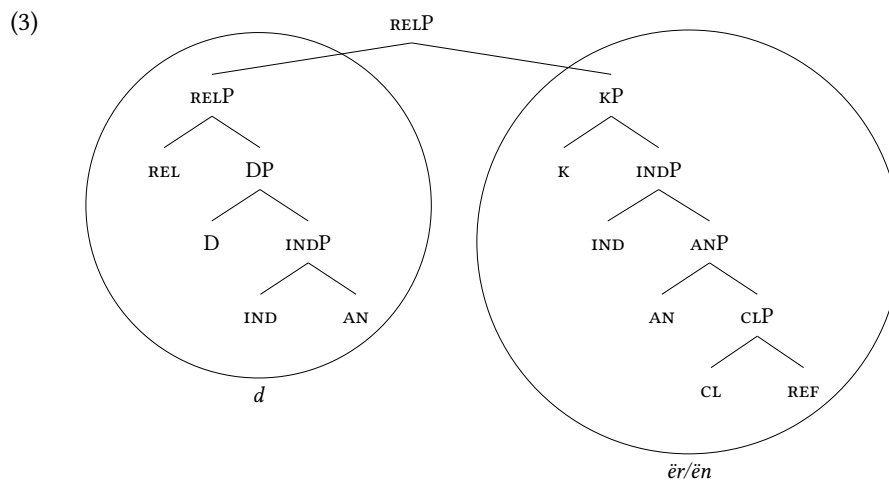 (3) RELP
RELP KP
REL DP K INDP
D INDP IND ANP
IND AN AN CLP
d CL REF
ër/ën